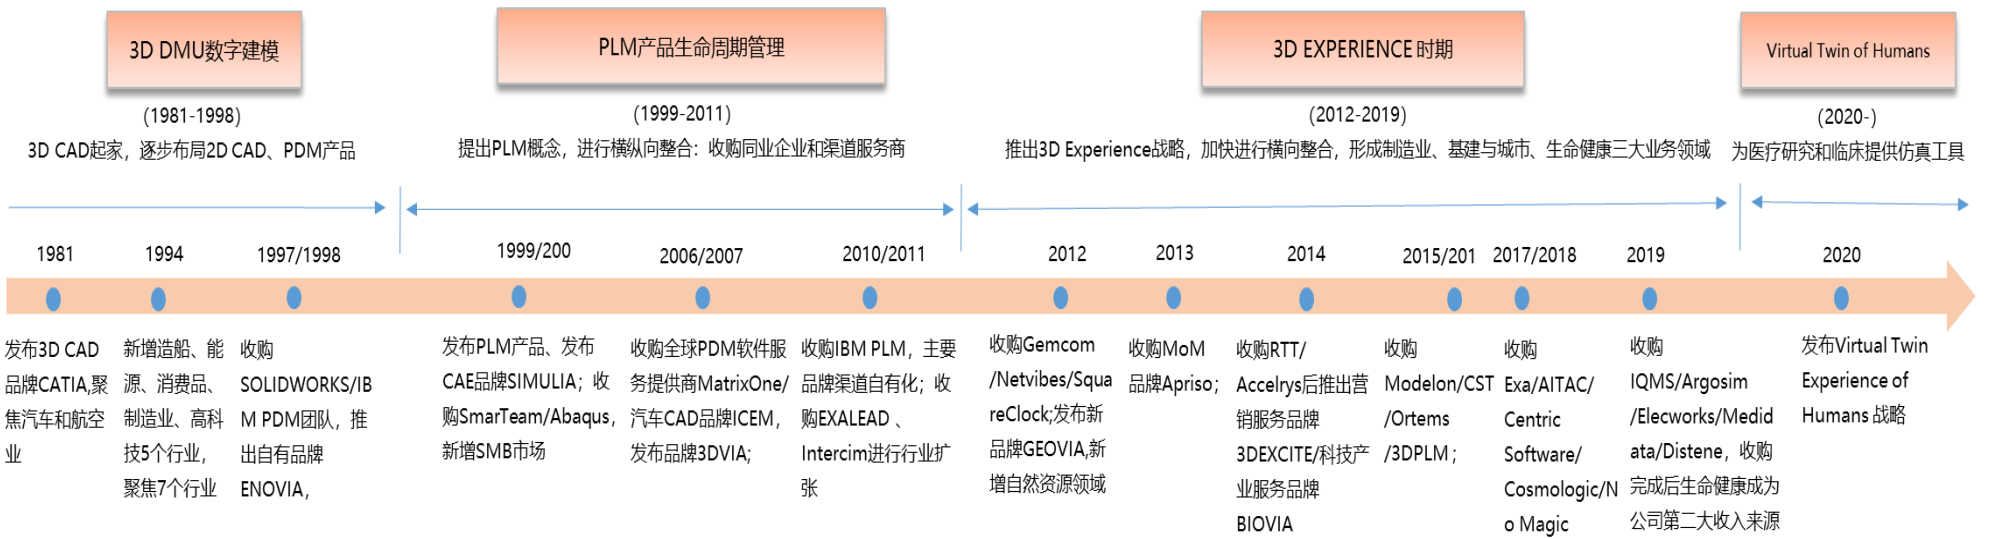 3D DMU数字建模
(1981-1998)
3D CAD起家，逐步布局2D CAD、PDM产品
PLM产品生命周期管理
(1999-2011)
提出PLM概念，进行横纵向整合：收购同业企业和渠道服务商
3D EXPERIENCE 时期
(2012-2019)
推出3D Experience战略，加快进行横向整合，形成制造业、基建与城市、生命健康三大业务领域
Virtual Twin of Humans
(2020-)
为医疗研究和临床提供仿真工具
1981
发布3D CAD
品牌CATIA,聚
焦汽车和航空
业
1994
新增造船、能
源、消费品、
制造业、高科
技5个行业，
聚焦7个行业
1997/1998
收购
SOLIDWORKS/IB
M PDM团队，推
出自有品牌
ENOVIA，
1999/200
发布PLM产品、发布
CAE品牌SIMULIA；收
购SmarTeam/Abaqus，
新增SMB市场
2006/2007
收购全球PDM软件服
务提供商MatrixOne/
汽车CAD品牌ICEM，
发布品牌3DVIA；
2010/2011
收购IBM PLM，主要
品牌渠道自有化；收
购EXALEAD 、
Intercim进行行业扩
张
2012
收购Gemcom
/Netvibes/Squa
reClock;发布新
品牌GEOVIA,新
增自然资源领域
2013
收购MoM
品牌Apriso；
2014
收购RTT/
Accelrys后推出营
销服务品牌
3DEXCITE/科技产
业服务品牌
BIOVIA
2015/201
收购
Modelon/CST
/Ortems
/3DPLM；
2017/2018
收购
Exa/AITAC/
Centric
Software/
Cosmologic/N
o Magic
2019
收购
IQMS/Argosim
/Elecworks/Medid
ata/Distene，收购
完成后生命健康成为
公司第二大收入来源
2020
发布Virtual Twin
Experience of
Humans 战略